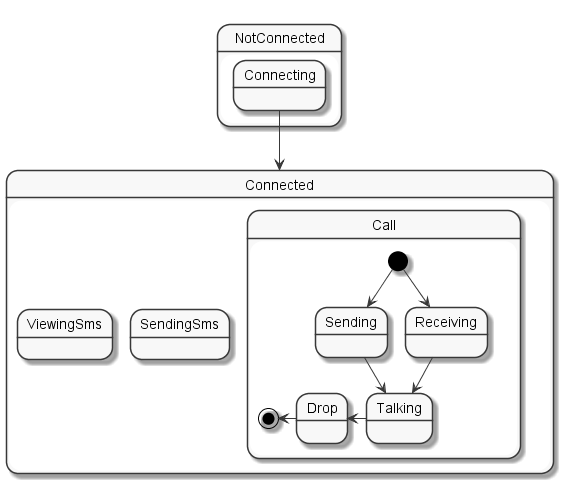 NotConnected
Connecting
Connected
Call
ViewingSms
SendingSms
Sending
Receiving
Drop
Talking